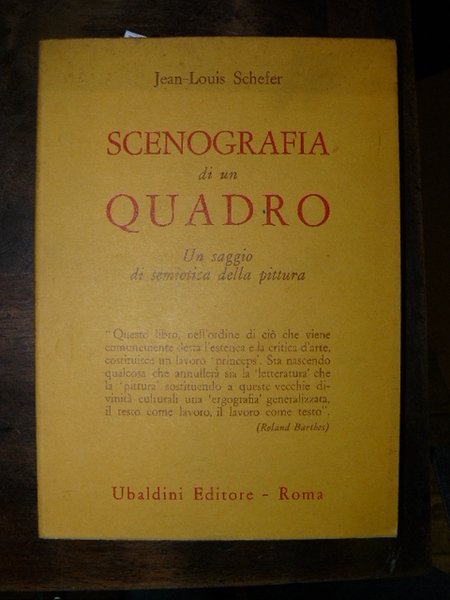 Jean-Louis Schefer
SCENOGRAFIA
di un
QUADRO
Un saggio
di semiotica della pittura
"Questo libro, nell'ordine di ciò che viene
comunemente detta l'estetica e la critica d'arte,
costituisce un lavoro 'princeps'. Sta nascendo
qualcosa che annullerà sia la 'letteratura' che
la 'pittura' sostituendo a queste vecchie di-
vinità culturali una 'ergografia' generalizzata,
il testo come lavoro, il lavoro come testo".
(Roland Barthes)
Ubaldini Editore - Roma